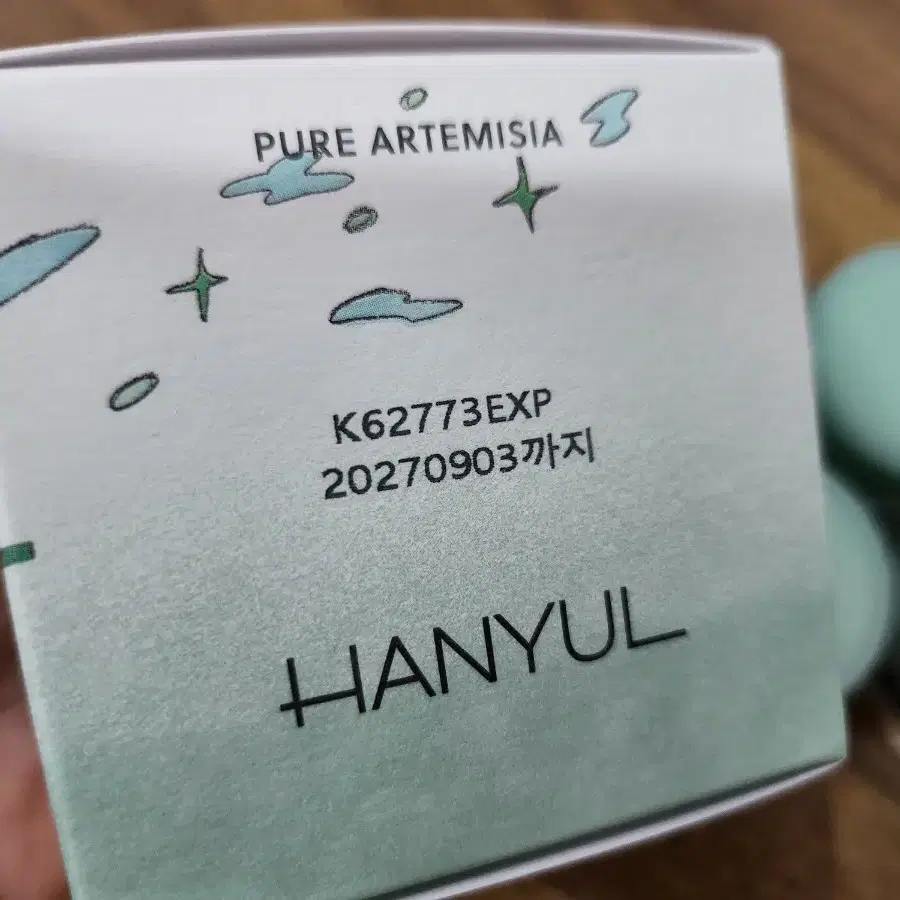 PURE ARTEMISIA
K62773EXP
20270903까지
HANYUL